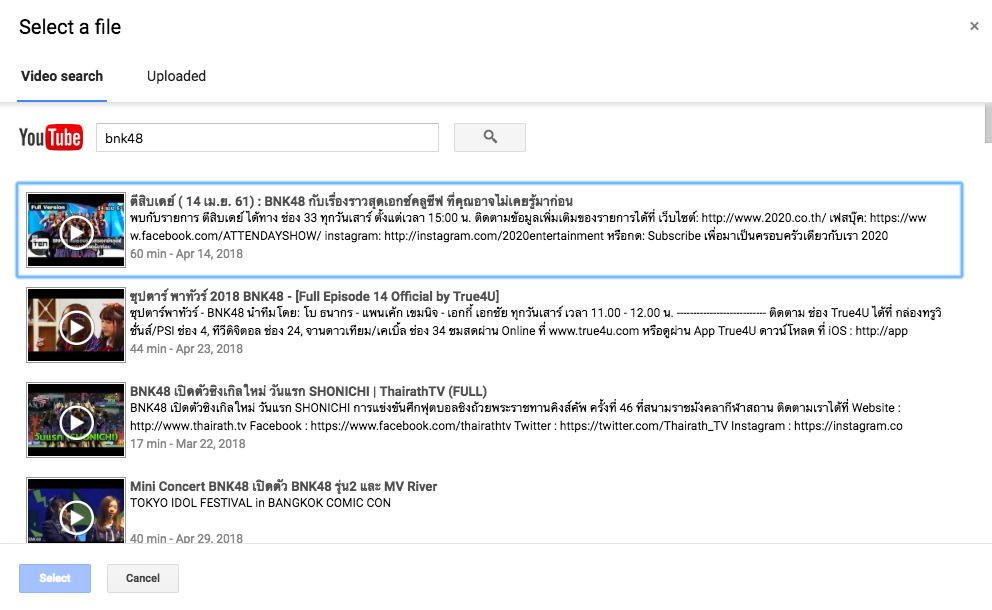 Select a file
×
Video search
Uploaded
YouTube
bnk48
Full Version
ตีสิบเดย์ ( 14 เม.ย. 61) : BNK48 กับเรื่องราวสุดเอกซ์คลูซีฟ ที่คุณอาจไม่เคยรู้มาก่อน
พบกับรายการ ตีสิบเดย์ ได้ทาง ช่อง 33 ทุกวันเสาร์ ตั้งแต่เวลา 15:00 น. ติดตามข้อมูลเพิ่มเติมของรายการได้ที่ เว็บไซต์: http://www.2020.co.th/ เฟสบุ๊ค: https://ww
w.facebook.com/ATTENDAYSHOW/ instagram: http://instagram.com/2020entertainment หรือกด: Subscribe เพื่อมาเป็นครอบครัวเดียวกับเรา 2020
60 min - Apr 14, 2018
ซุปตาร์ พาทัวร์ 2018 BNK48 - [Full Episode 14 Official by True4U]
ซุปตาร์พาทัวร์ - BNK48 นำทีมโดย: โบ ธนากร - แพนเค้ก เขมนิจ - เอกกี้ เอกชัย ทุกวันเสาร์ เวลา 11.00 - 12.00 น. --------------------------- ติดตาม ช่อง True4U ได้ที่ กล่องทรูวิ
ชั่นส์/PSI ช่อง 4, ทีวีดิจิตอล ช่อง 24, จานดาวเทียม/เคเบิ้ล ช่อง 34 ชมสดผ่าน Online ที่ www.true4u.com หรือดูผ่าน App True4U ดาวน์โหลด ที่ iOS : http://app
44 min - Apr 23, 2018
วันแรก SHONICHI
BNK48 เปิดตัวซิงเกิลใหม่ วันแรก SHONICHI | ThairathTV (FULL)
BNK48 เปิดตัวซิงเกิลใหม่ วันแรก SHONICHI การแข่งขันศึกฟุตบอลชิงถ้วยพระราชทานคิงส์คัพ ครั้งที่ 46 ที่สนามราชมังคลากีฬาสถาน ติดตามเราได้ที่ Website :
http://www.thairath.tv Facebook : https://www.facebook.com/thairathtv Twitter : https://twitter.com/Thairath_TV Instagram : https://instagram.co
17 min - Mar 22, 2018
Mini Concert BNK48 เปิดตัว BNK48 รุ่น2 และ MV River
TOKYO IDOL FESTIVAL in BANGKOK COMIC CON
40 min - Apr 29, 2018
Select
Cancel